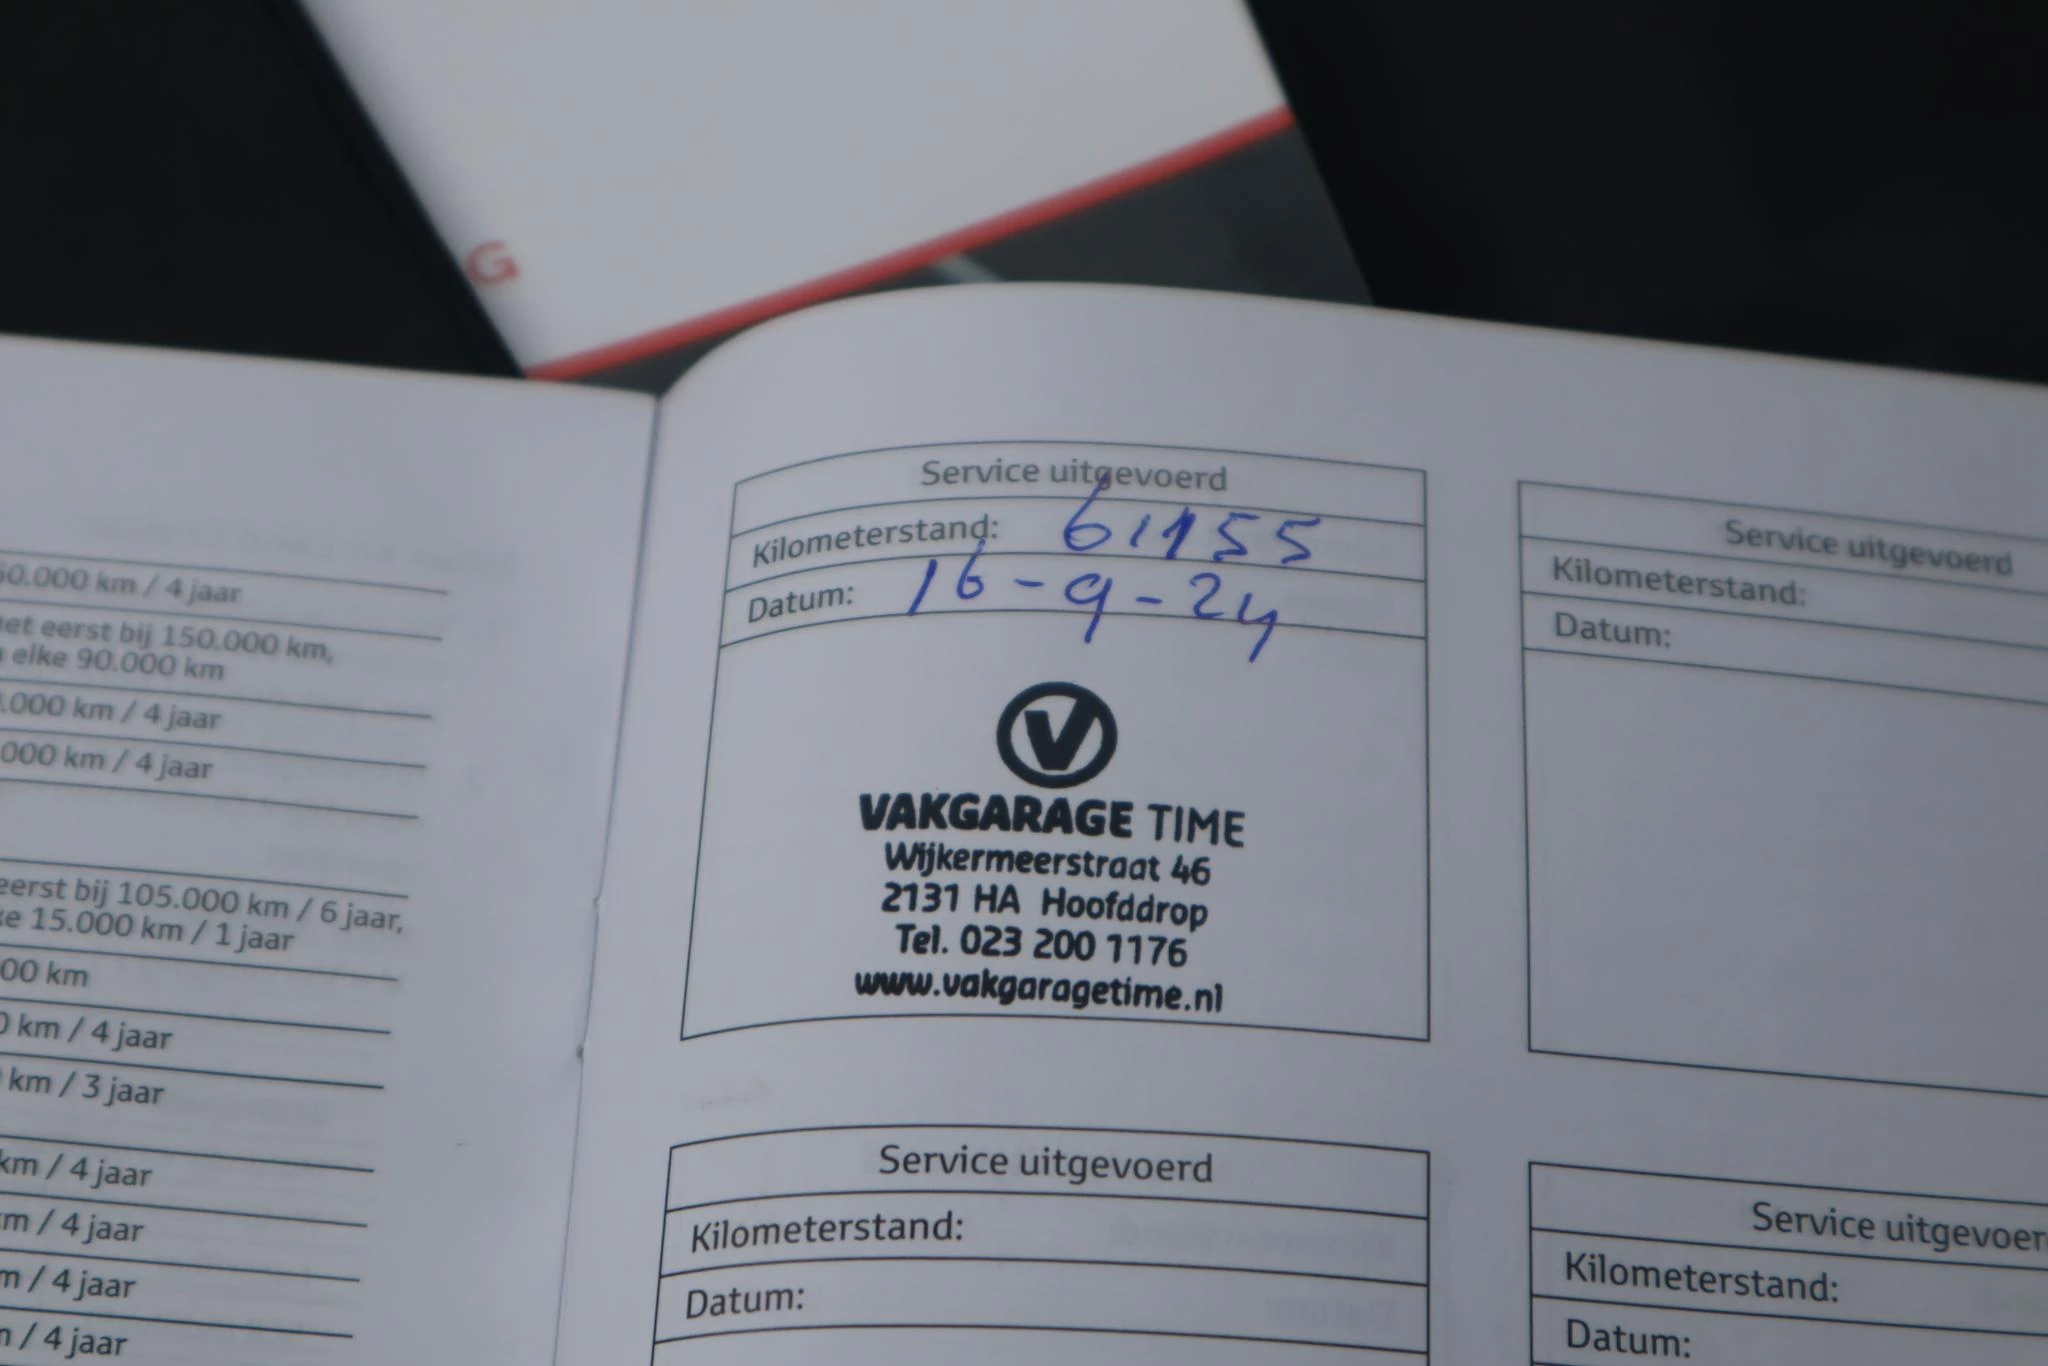 G
50.000 km / 4 jaar
eerst bij 150.000 km,
elke 90.000 km
.000 km / 4 jaar
.000 km / 4 jaar
eerst bij 105.000 km / 6 jaar,
15.000 km / 1 jaar
00 km
0 km / 4 jaar
km / 3 jaar
km / 4 jaar
km / 4 jaar
m / 4 jaar
/ 4 jaar
Service uitgevoerd
Kilometerstand: 61155
Datum: 16-9-24
V
VAKGARAGE TIME
Wijkermeerstraat 46
2131 HA Hoofddrop
Tel. 023 200 1176
www.vakgaragetime.nl
Service uitgevoerd
Kilometerstand:
Datum:
Service uitgevoerd
Kilometerstand:
Datum:
Service uitgevoer
Kilometerstand:
Datum: